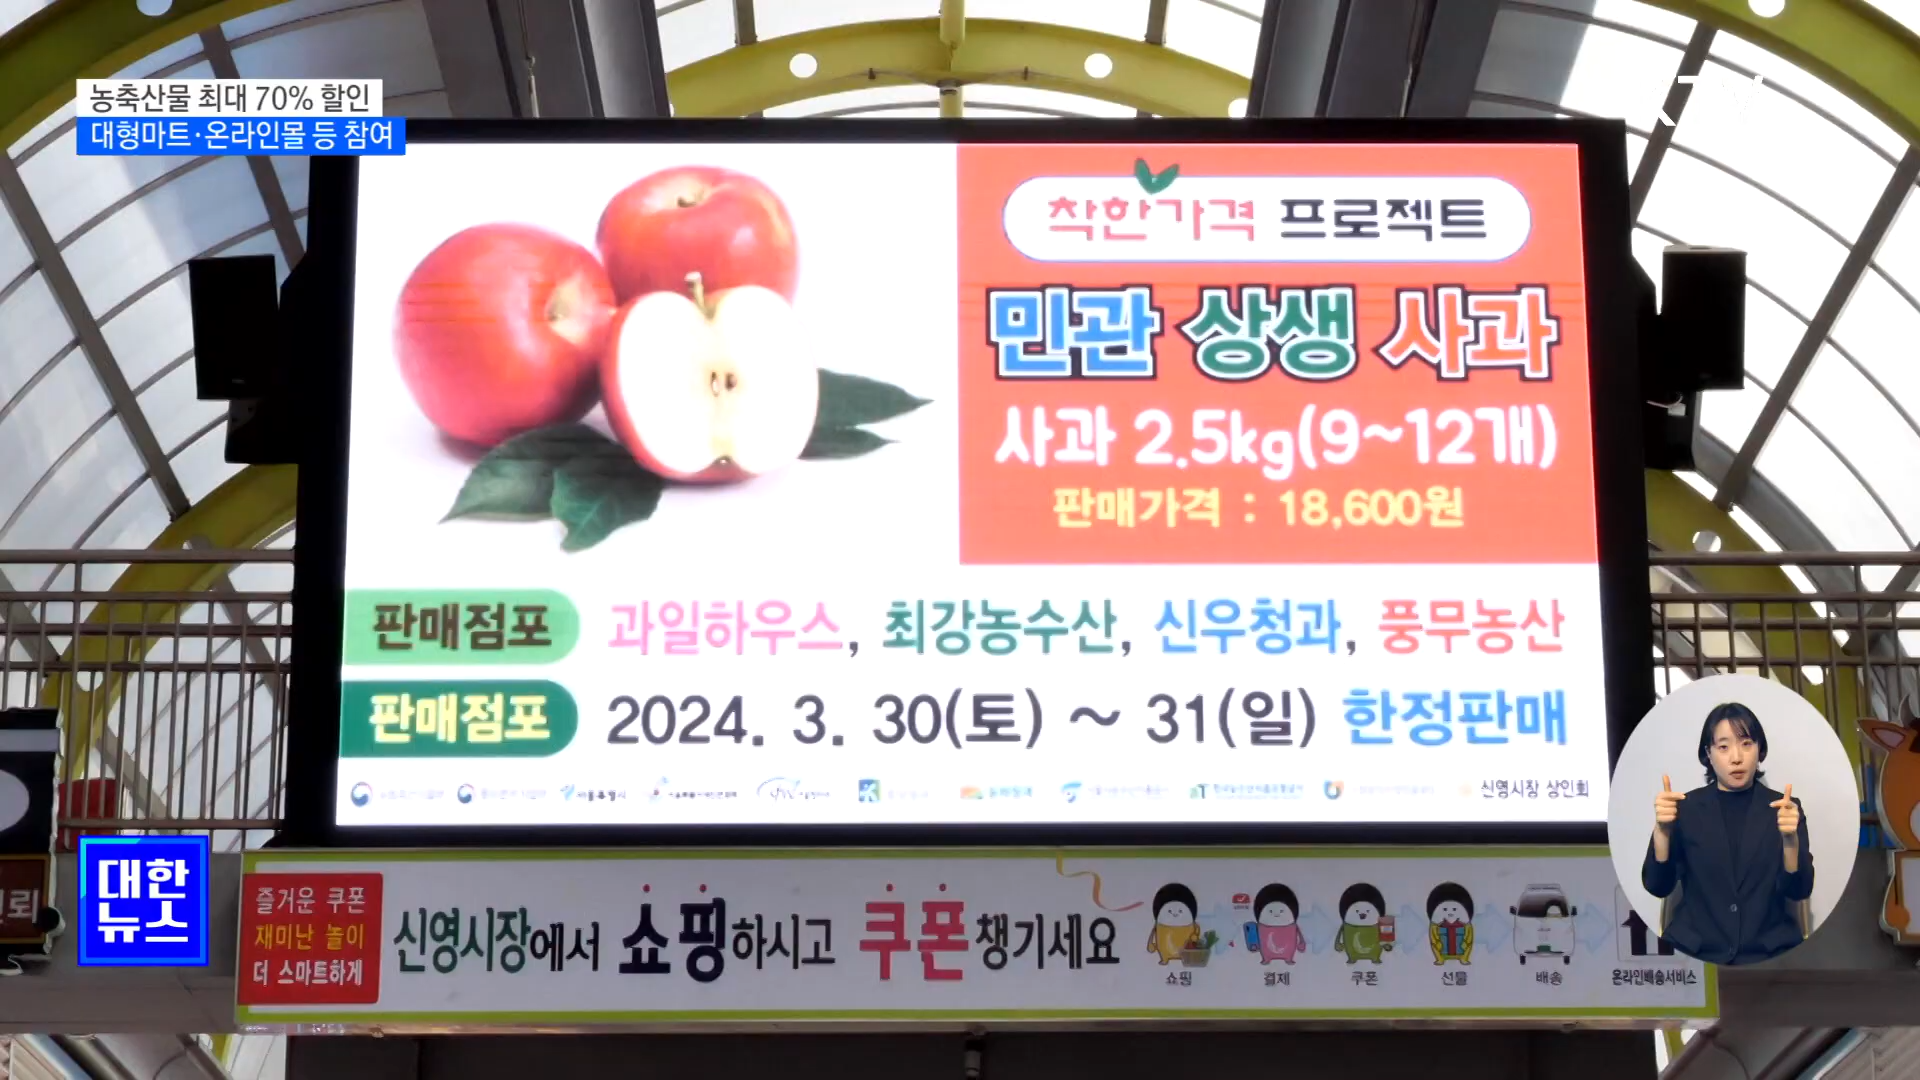 농축산물 최대 70% 할인
대형마트·온라인몰 등 참여
착한가격 프로젝트
민관 상생 사과
사과 2.5kg(9~12개)
판매가격 : 18,600원
판매점포 과일하우스, 최강농수산, 신우청과, 풍무농산
판매점포 2024. 3. 30(토) ~ 31(일) 한정판매
신영시장 상인회
대한
뉴스
즐거운 쿠폰
재미난 놀이
더 스마트하게
신영시장에서 쇼핑하시고 쿠폰 챙기세요
쇼핑 결제 쿠폰 선물 배송 온라인배송서비스